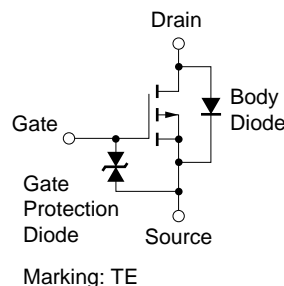 Drain
Body
Diode
Gate
Gate
Protection
Diode
Source
Marking: TE